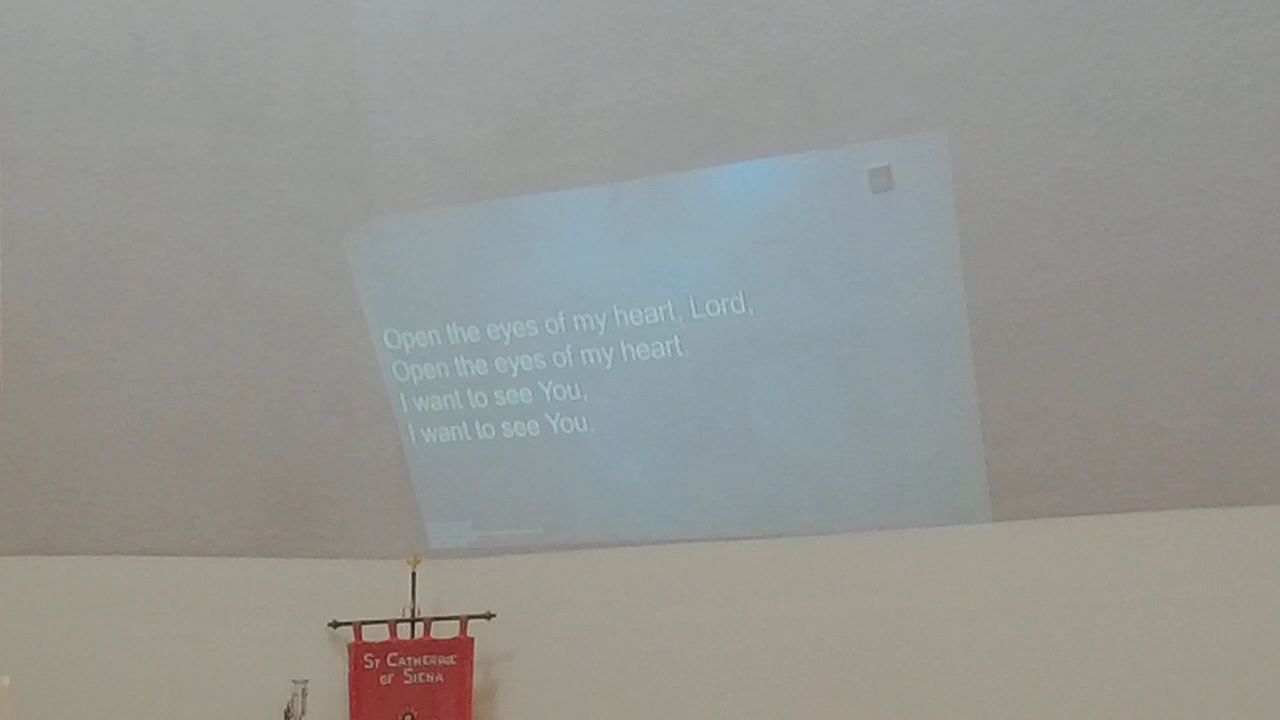 Open the eyes of my heart, Lord,
Open the eyes of my heart.
I want to see You,
I want to see You.
St Catherine
of Siena